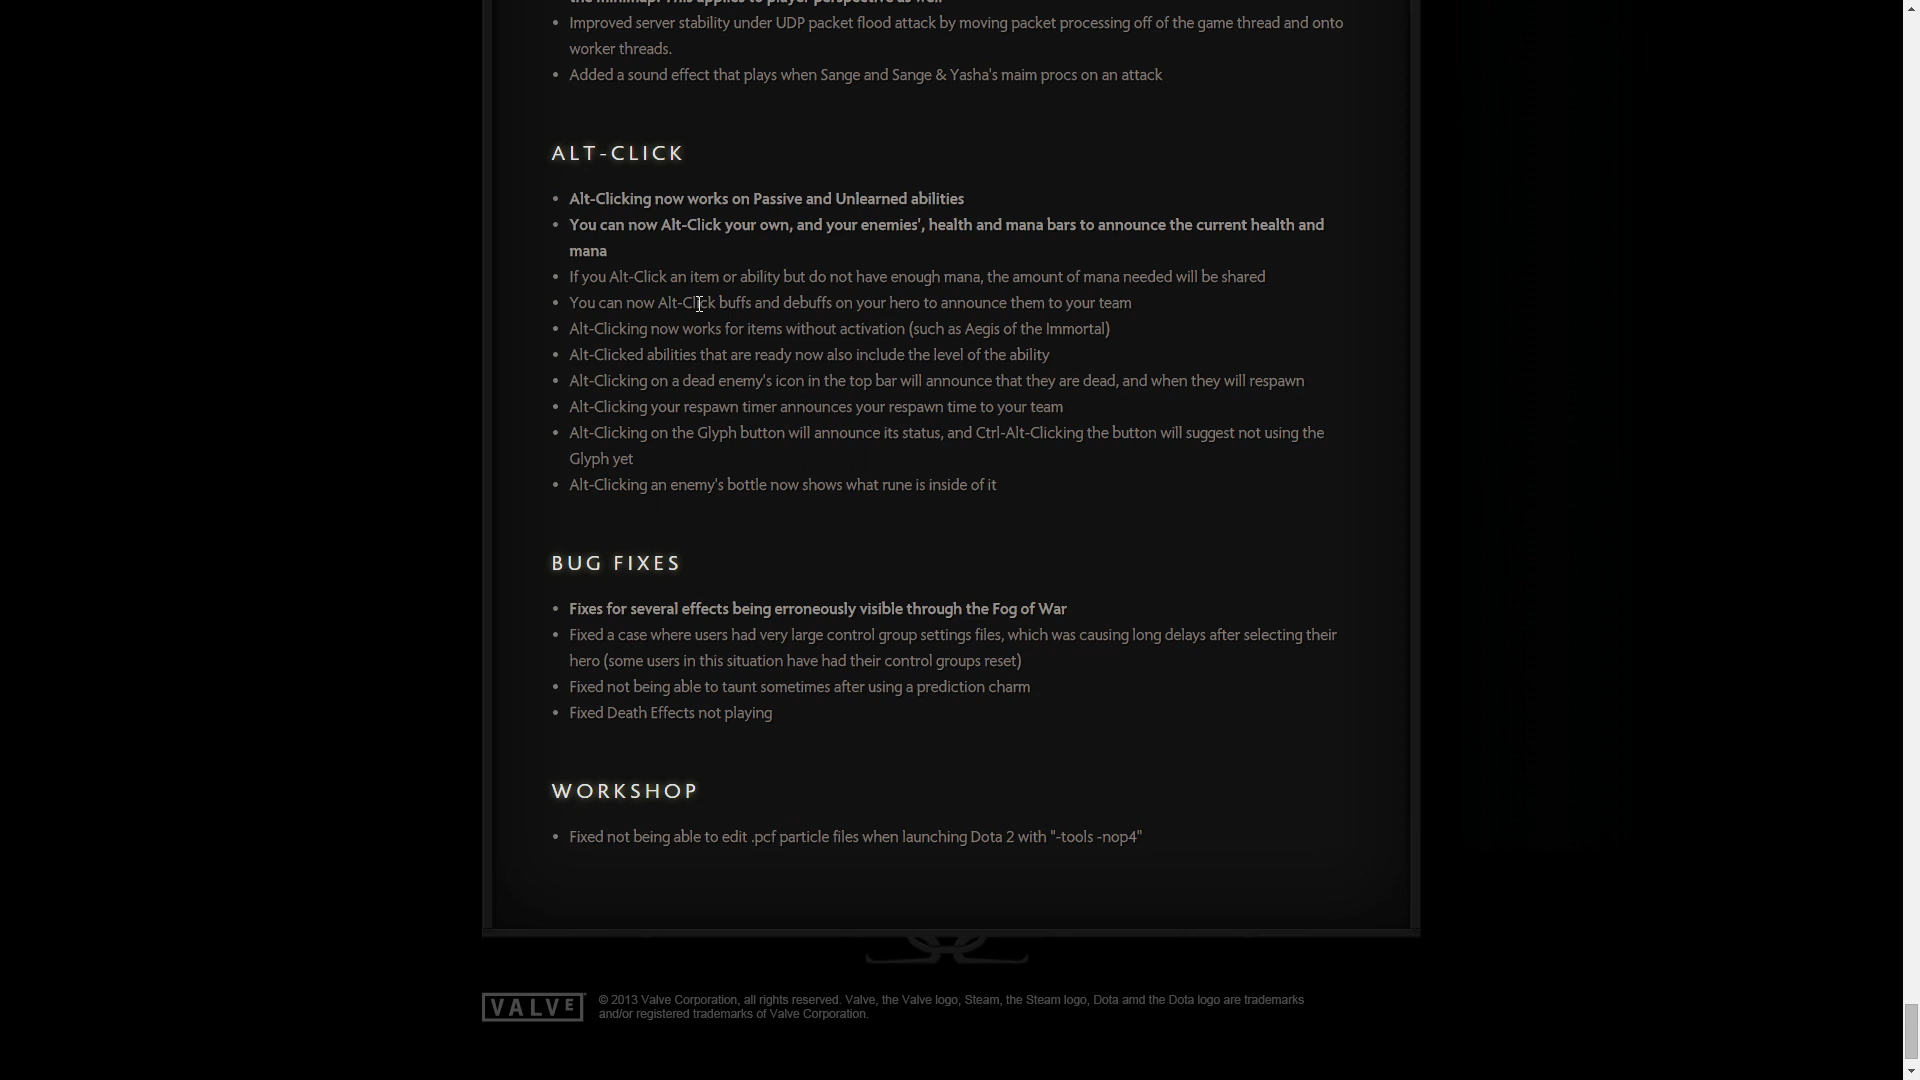 the minimap. This applies to player perspective as well
• Improved server stability under UDP packet flood attack by moving packet processing off of the game thread and onto
worker threads.
• Added a sound effect that plays when Sange and Sange & Yasha's maim procs on an attack
ALT-CLICK
• Alt-Clicking now works on Passive and Unlearned abilities
• You can now Alt-Click your own, and your enemies', health and mana bars to announce the current health and
mana
• If you Alt-Click an item or ability but do not have enough mana, the amount of mana needed will be shared
• You can now Alt-Click buffs and debuffs on your hero to announce them to your team
• Alt-Clicking now works for items without activation (such as Aegis of the Immortal)
• Alt-Clicked abilities that are ready now also include the level of the ability
• Alt-Clicking on a dead enemy's icon in the top bar will announce that they are dead, and when they will respawn
• Alt-Clicking your respawn timer announces your respawn time to your team
• Alt-Clicking on the Glyph button will announce its status, and Ctrl-Alt-Clicking the button will suggest not using the
Glyph yet
• Alt-Clicking an enemy's bottle now shows what rune is inside of it
BUG FIXES
• Fixes for several effects being erroneously visible through the Fog of War
• Fixed a case where users had very large control group settings files, which was causing long delays after selecting their
hero (some users in this situation have had their control groups reset)
• Fixed not being able to taunt sometimes after using a prediction charm
• Fixed Death Effects not playing
WORKSHOP
• Fixed not being able to edit .pcf particle files when launching Dota 2 with "-tools -nop4"
VALVE
© 2013 Valve Corporation, all rights reserved. Valve, the Valve logo, Steam, the Steam logo, Dota amd the Dota logo are trademarks
and/or registered trademarks of Valve Corporation.